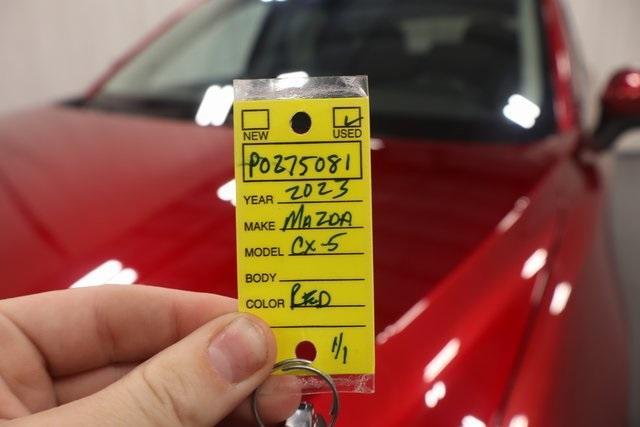 NEW USED
P0275081
YEAR 2023
MAKE MAZDA
MODEL CX-5
BODY
COLOR RED
1/1